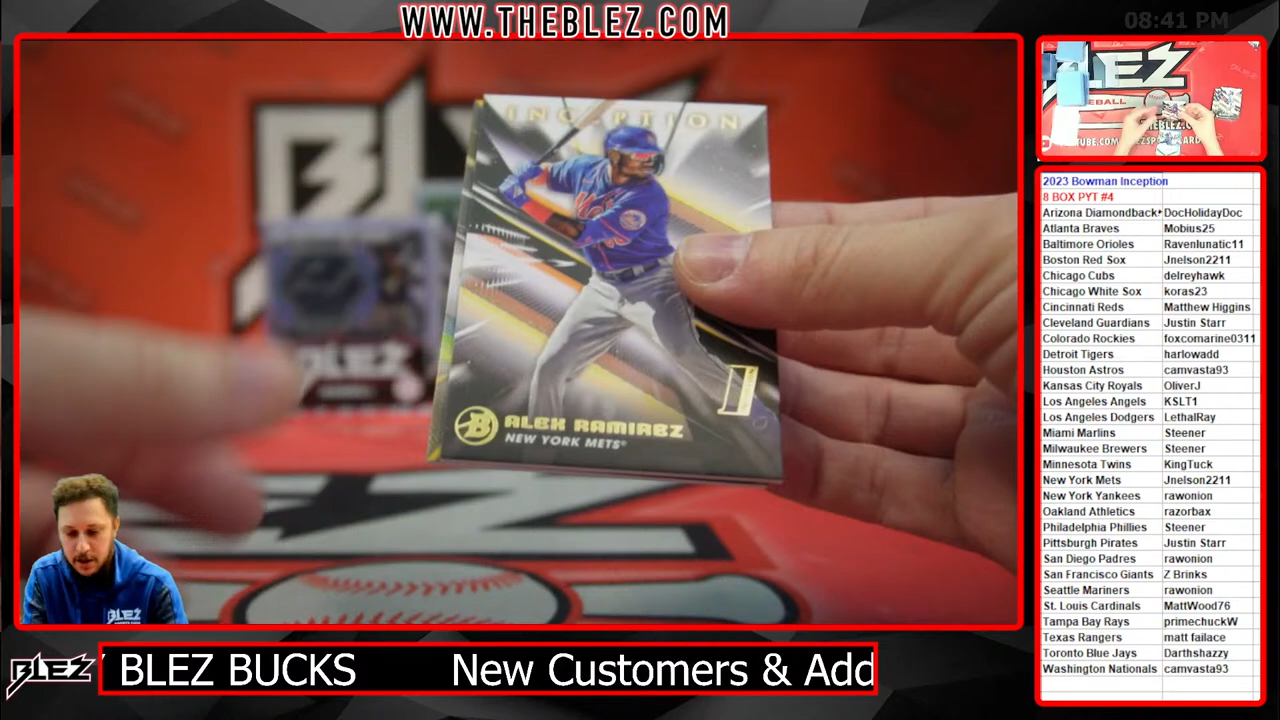 WWW.THEBLEZ.COM
08:41 PM
INCEPTION
Mets
ALEX RAMIREZ
NEW YORK METS®
BLEZ
EZ
EBALL
THEBLEZ.COM
2023 Bowman Inception
8 BOX PYT #4
Arizona Diamondback DocHolidayDoc
Atlanta Braves Mobius25
Baltimore Orioles Ravenlunatic11
Boston Red Sox Jnelson2211
Chicago Cubs delreyhawk
Chicago White Sox koras23
Cincinnati Reds Matthew Higgins
Cleveland Guardians Justin Starr
Colorado Rockies foxcomarine0311
Detroit Tigers harlowadd
Houston Astros camvasta93
Kansas City Royals OliverJ
Los Angeles Angels KSLT1
Los Angeles Dodgers LethalRay
Miami Marlins Steener
Milwaukee Brewers Steener
Minnesota Twins KingTuck
New York Mets Jnelson2211
New York Yankees rawonion
Oakland Athletics razorbax
Philadelphia Phillies Steener
Pittsburgh Pirates Justin Starr
San Diego Padres rawonion
San Francisco Giants Z Brinks
Seattle Mariners rawonion
St. Louis Cardinals MattWood76
Tampa Bay Rays primechuckW
Texas Rangers matt failace
Toronto Blue Jays Darthshazzy
Washington Nationals camvasta93
BLEZ
BLEZ BUCKS New Customers & Add